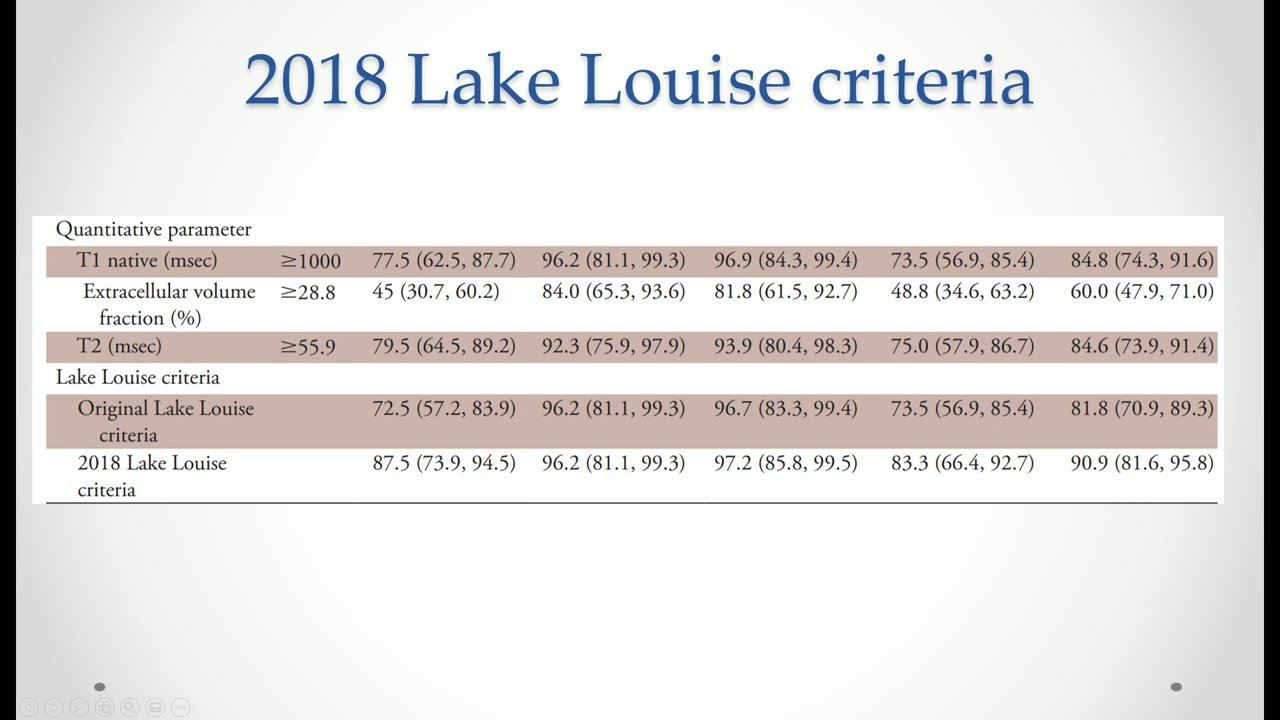 2018 Lake Louise criteria
Quantitative parameter
T1 native (msec) ≥1000 77.5 (62.5, 87.7) 96.2 (81.1, 99.3) 96.9 (84.3, 99.4) 73.5 (56.9, 85.4) 84.8 (74.3, 91.6)
Extracellular volume ≥28.8 45 (30.7, 60.2) 84.0 (65.3, 93.6) 81.8 (61.5, 92.7) 48.8 (34.6, 63.2) 60.0 (47.9, 71.0)
fraction (%)
T2 (msec) ≥55.9 79.5 (64.5, 89.2) 92.3 (75.9, 97.9) 93.9 (80.4, 98.3) 75.0 (57.9, 86.7) 84.6 (73.9, 91.4)
Lake Louise criteria
Original Lake Louise 72.5 (57.2, 83.9) 96.2 (81.1, 99.3) 96.7 (83.3, 99.4) 73.5 (56.9, 85.4) 81.8 (70.9, 89.3)
criteria
2018 Lake Louise 87.5 (73.9, 94.5) 96.2 (81.1, 99.3) 97.2 (85.8, 99.5) 83.3 (66.4, 92.7) 90.9 (81.6, 95.8)
criteria